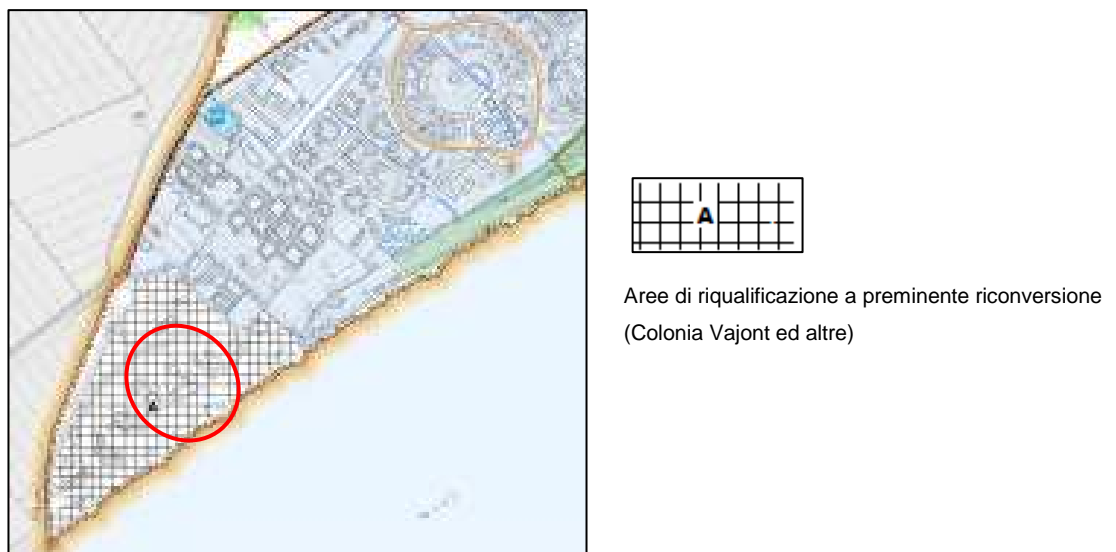 A
Aree di riqualificazione a preminente riconversione
(Colonia Vajont ed altre)